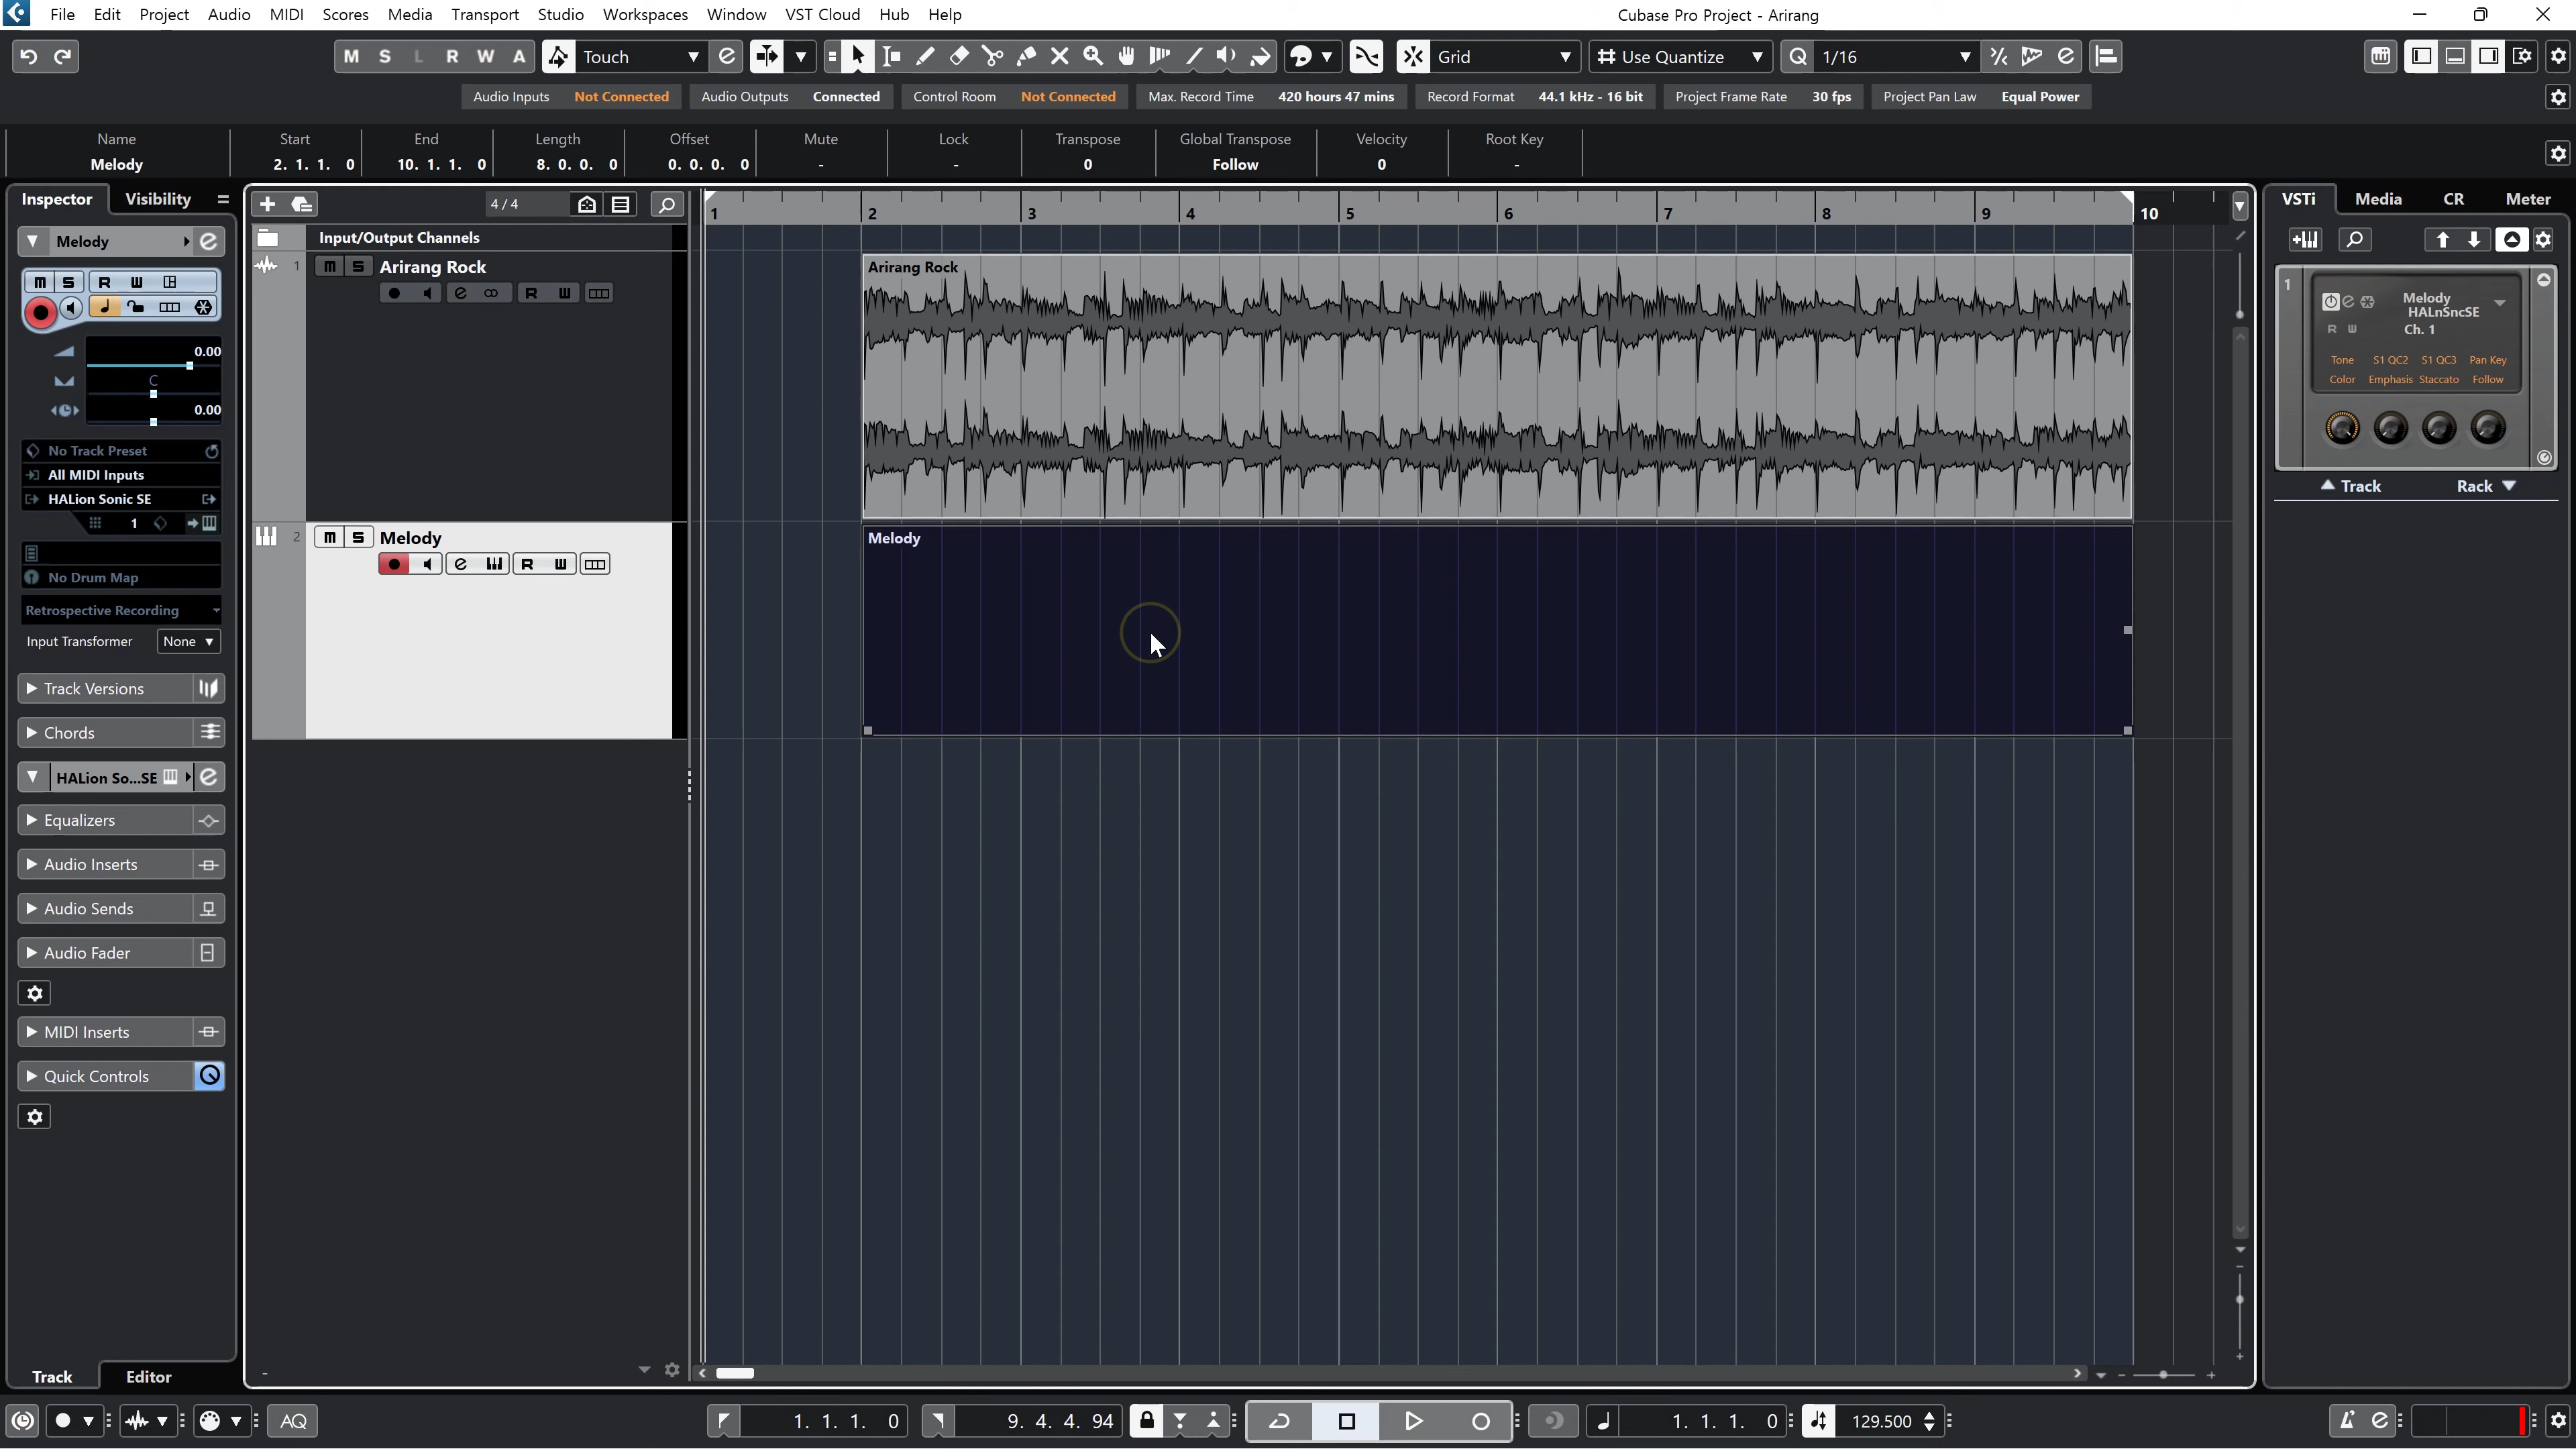 File Edit Project Audio MIDI Scores Media Transport Studio Workspaces Window VST Cloud Hub Help
Cubase Pro Project - Arirang
M S L R W A Touch Grid Use Quantize Q 1/16
Audio Inputs Not Connected Audio Outputs Connected Control Room Not Connected Max. Record Time 420 hours 47 mins Record Format 44.1 kHz - 16 bit Project Frame Rate 30 fps Project Pan Law Equal Power
Name Start End Length Offset Mute Lock Transpose Global Transpose Velocity Root Key
Melody 2. 1. 1. 0 10. 1. 1. 0 8. 0. 0. 0 0. 0. 0. 0 - - 0 Follow 0 -
Inspector Visibility
Melody
M S R W
0.00
C
0.00
No Track Preset
All MIDI Inputs
HALion Sonic SE
1
No Drum Map
Retrospective Recording
Input Transformer None
Track Versions
Chords
HALion So...SE
Equalizers
Audio Inserts
Audio Sends
Audio Fader
MIDI Inserts
Quick Controls
Track Editor
4 / 4
Input/Output Channels
1 M S Arirang Rock
R W
2 M S Melody
R W
-
1 2 3 4 5 6 7 8 9 10
Arirang Rock
Melody
VSTi Media CR Meter
1
Melody
HALnSncSE
R W Ch. 1
Tone S1 QC2 S1 QC3 Pan Key
Color Emphasis Staccato Follow
Track Rack
AQ 1. 1. 1. 0 9. 4. 4. 94 1. 1. 1. 0 129.500